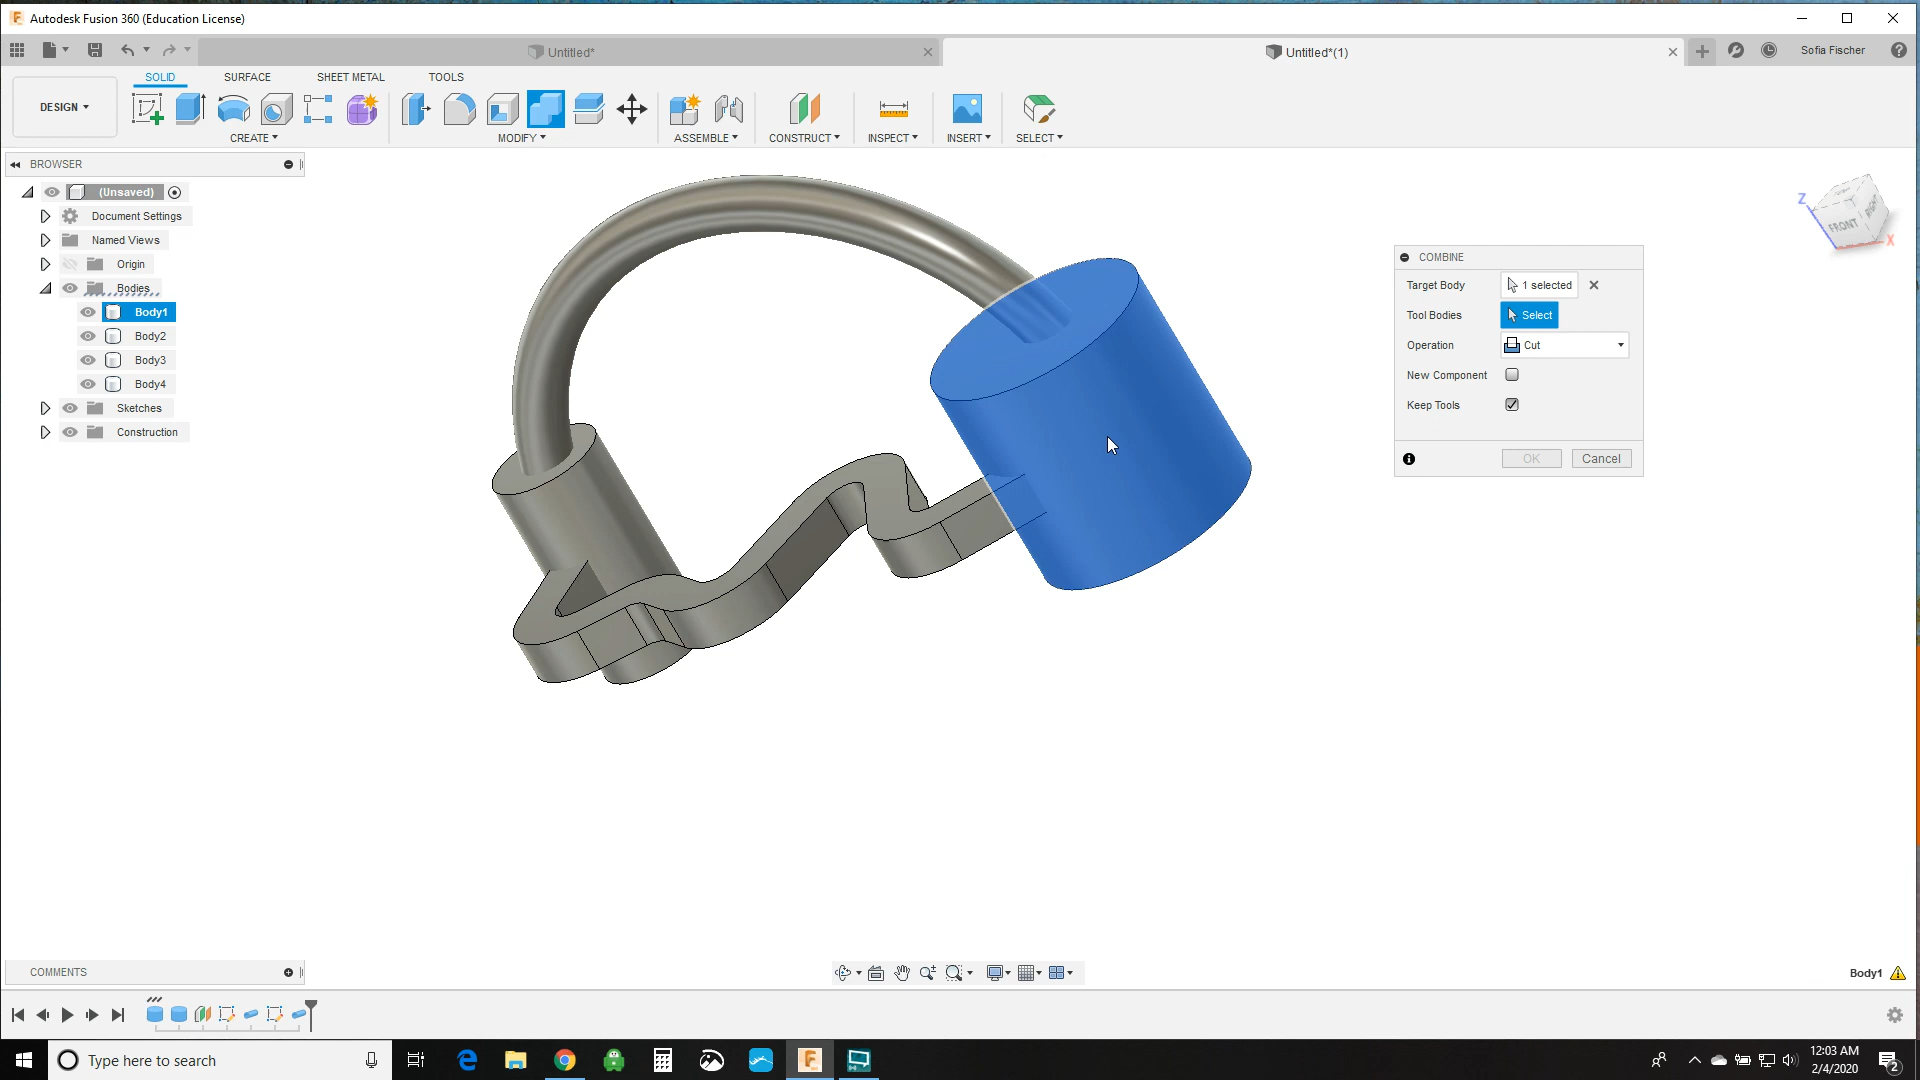 Autodesk Fusion 360 (Education License)
Untitled*
Untitled*(1)
Sofia Fischer
DESIGN
SOLID
SURFACE
SHEET METAL
TOOLS
CREATE
MODIFY
ASSEMBLE
CONSTRUCT
INSPECT
INSERT
SELECT
BROWSER
(Unsaved)
Document Settings
Named Views
Origin
Bodies
Body1
Body2
Body3
Body4
Sketches
Construction
Z
FRONT
RIGHT
X
COMBINE
Target Body
1 selected
Tool Bodies
Select
Operation
Cut
New Component
Keep Tools
OK
Cancel
COMMENTS
Body1
Type here to search
12:03 AM
2/4/2020
2